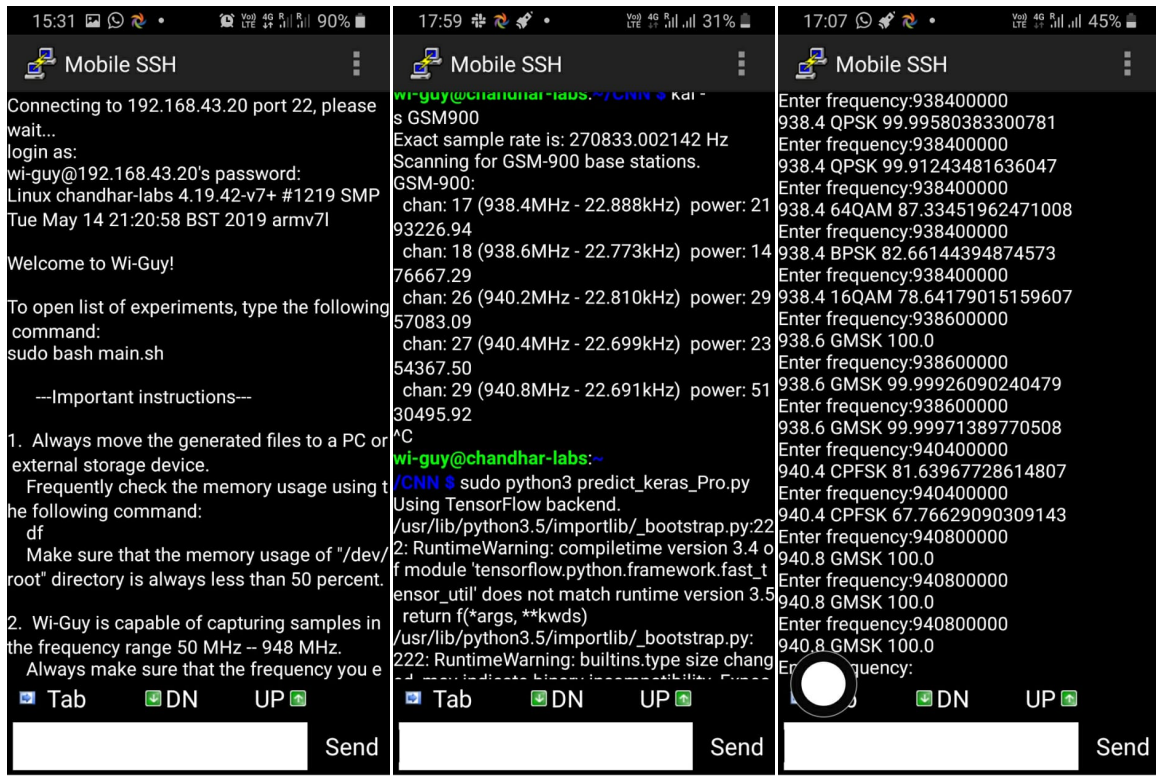 15:31
VoI) LTE 4G R R 90%
Mobile SSH
Connecting to 192.168.43.20 port 22, please
wait...
login as:
wi-guy@192.168.43.20's password:
Linux chandhar-labs 4.19.42-v7+ #1219 SMP
Tue May 14 21:20:58 BST 2019 armv7l
Welcome to Wi-Guy!
To open list of experiments, type the following
command:
sudo bash main.sh
---Important instructions---
1. Always move the generated files to a PC or
external storage device.
Frequently check the memory usage using t
he following command:
df
Make sure that the memory usage of "/dev/
root" directory is always less than 50 percent.
2. Wi-Guy is capable of capturing samples in
the frequency range 50 MHz -- 948 MHz.
Always make sure that the frequency you e
Tab DN UP
Send
17:59
VoI) LTE 4G R 31%
Mobile SSH
wi-guy@chandhar-labs:~/CNN $ kal -
s GSM900
Exact sample rate is: 270833.002142 Hz
Scanning for GSM-900 base stations.
GSM-900:
chan: 17 (938.4MHz - 22.888kHz) power: 21
93226.94
chan: 18 (938.6MHz - 22.773kHz) power: 14
76667.29
chan: 26 (940.2MHz - 22.810kHz) power: 29
57083.09
chan: 27 (940.4MHz - 22.699kHz) power: 23
54367.50
chan: 29 (940.8MHz - 22.691kHz) power: 51
30495.92
^C
wi-guy@chandhar-labs:~
/CNN $ sudo python3 predict_keras_Pro.py
Using TensorFlow backend.
/usr/lib/python3.5/importlib/_bootstrap.py:22
2: RuntimeWarning: compiletime version 3.4 o
f module 'tensorflow.python.framework.fast_t
ensor_util' does not match runtime version 3.5
return f(*args, **kwds)
/usr/lib/python3.5/importlib/_bootstrap.py:
222: RuntimeWarning: builtins.type size chang
Tab DN UP
Send
17:07
VoI) LTE 4G R 45%
Mobile SSH
Enter frequency:938400000
938.4 QPSK 99.99580383300781
Enter frequency:938400000
938.4 QPSK 99.91243481636047
Enter frequency:938400000
938.4 64QAM 87.33451962471008
Enter frequency:938400000
938.4 BPSK 82.66144394874573
Enter frequency:938400000
938.4 16QAM 78.64179015159607
Enter frequency:938600000
938.6 GMSK 100.0
Enter frequency:938600000
938.6 GMSK 99.99926090240479
Enter frequency:938600000
938.6 GMSK 99.99971389770508
Enter frequency:940400000
940.4 CPFSK 81.63967728614807
Enter frequency:940400000
940.4 CPFSK 67.76629090309143
Enter frequency:940800000
940.8 GMSK 100.0
Enter frequency:940800000
940.8 GMSK 100.0
Enter frequency:940800000
940.8 GMSK 100.0
DN UP
Send